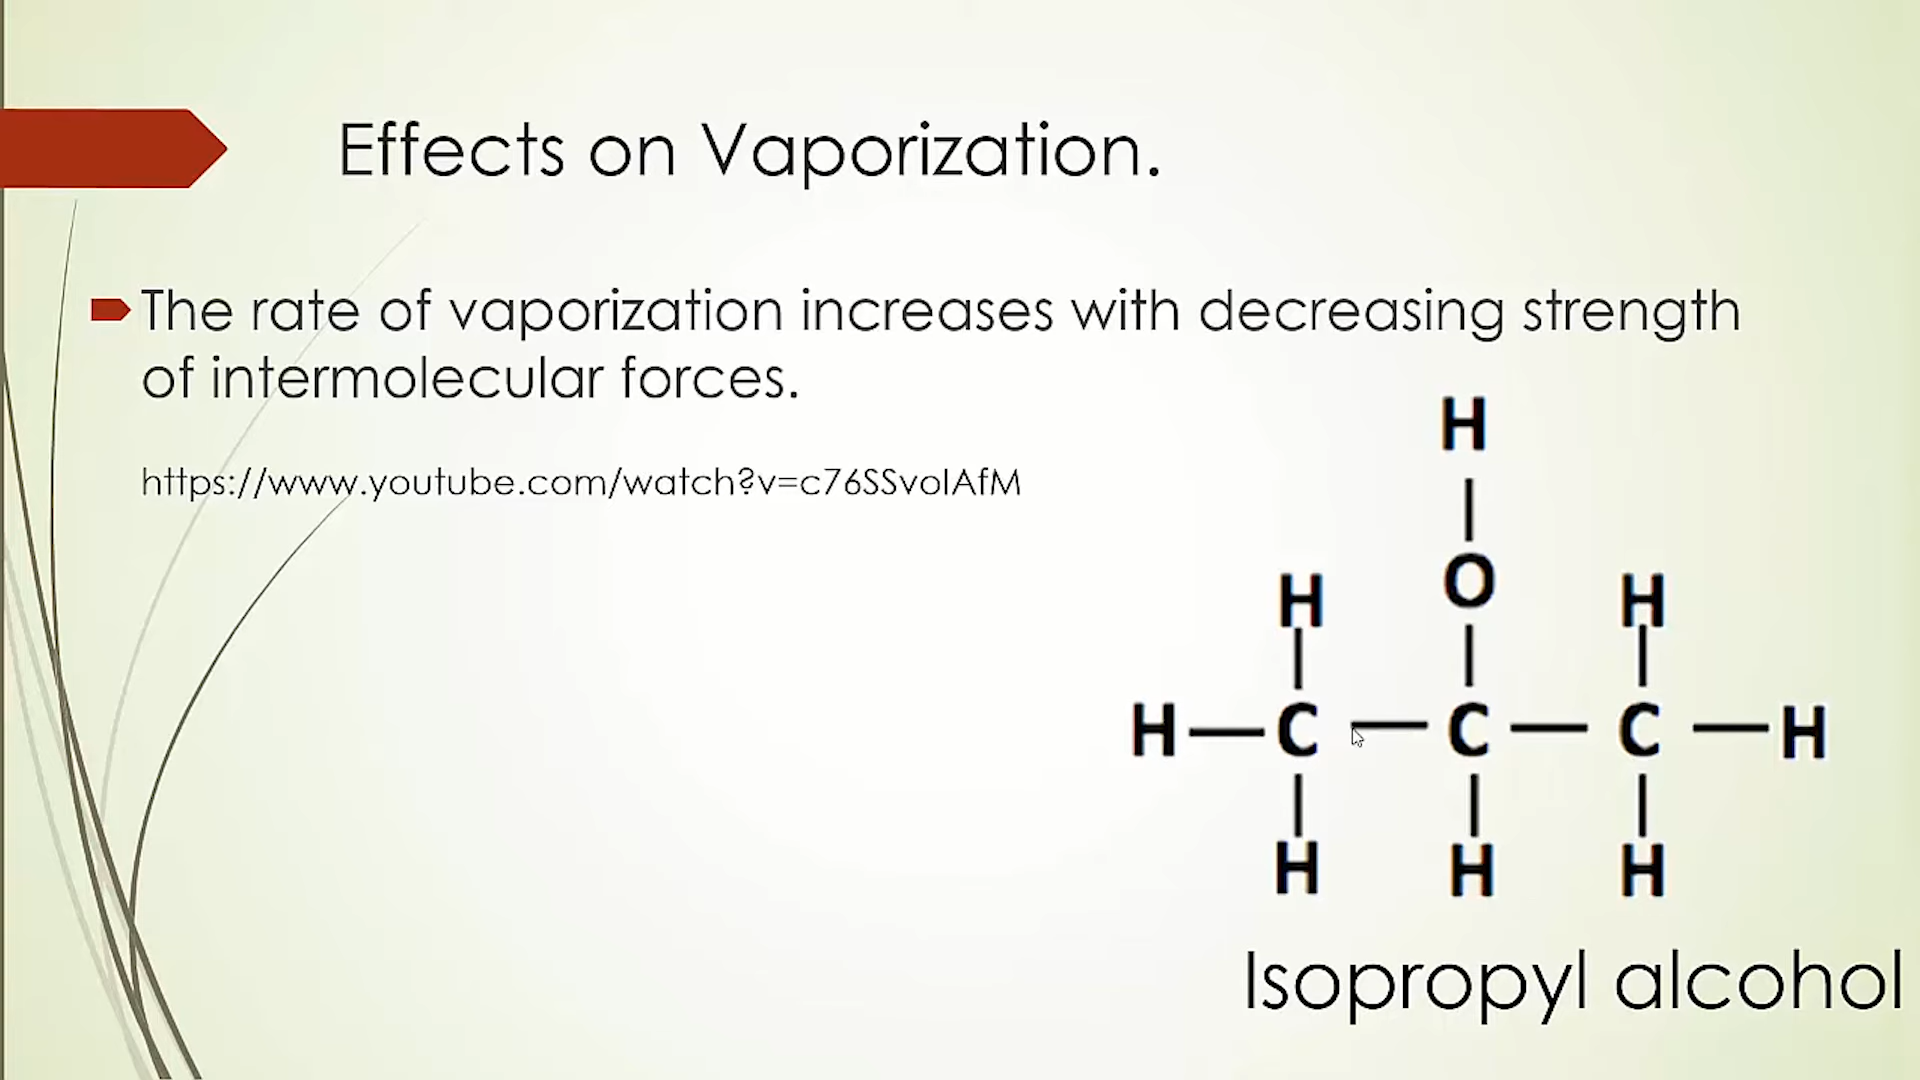 Effects on Vaporization.
The rate of vaporization increases with decreasing strength
of intermolecular forces.
https://www.youtube.com/watch?v=c76SSvoIAfM
H
O
H H
H C C C H
H H H
Isopropyl alcohol